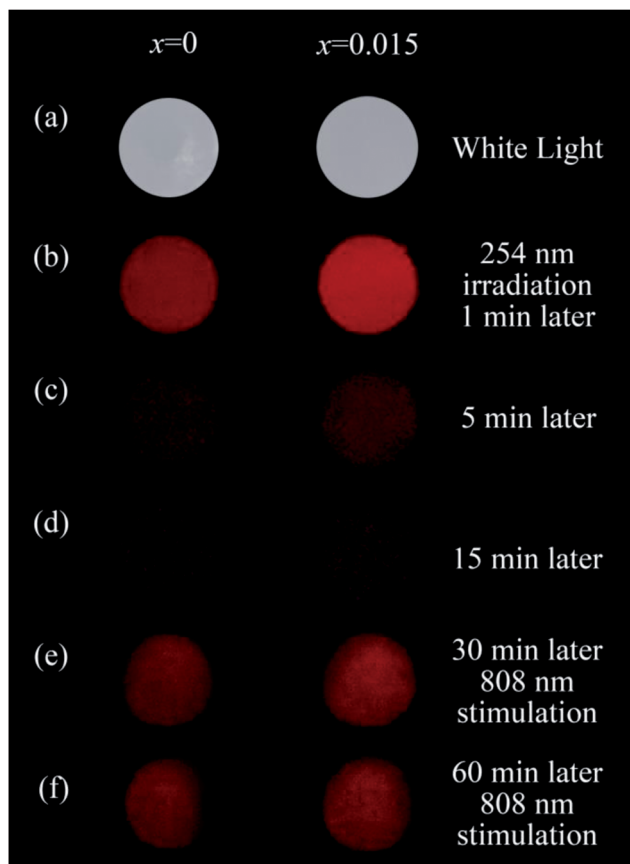 x=0
x=0.015
(a)
White Light
(b)
254 nm
irradiation
1 min later
(c)
5 min later
(d)
15 min later
(e)
30 min later
808 nm
stimulation
(f)
60 min later
808 nm
stimulation